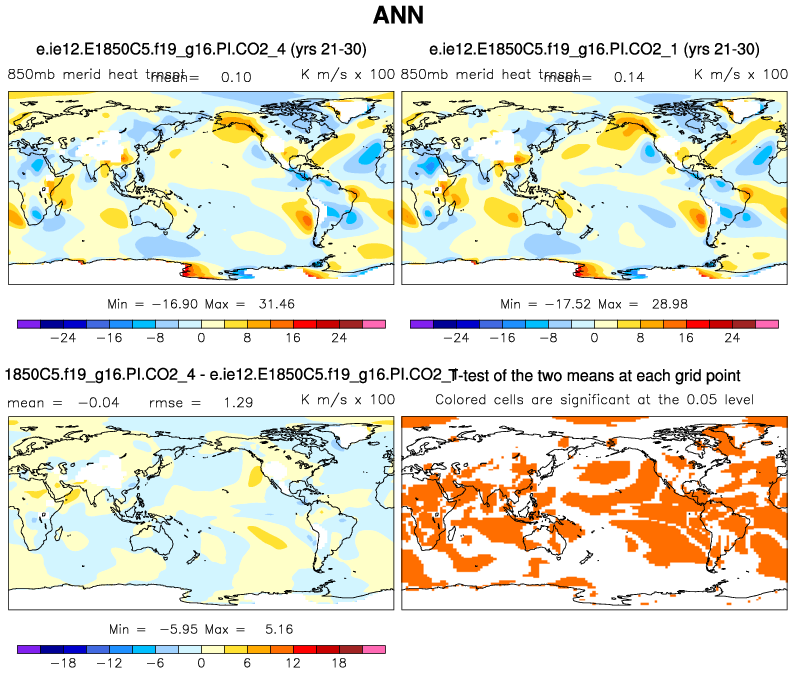 ANN
e.ie12.E1850C5.f19_g16.PI.CO2_4 (yrs 21-30)
850mb merid heat trnspt mean= 0.10 K m/s x 100
Min = -16.90 Max = 31.46
-24 -16 -8 0 8 16 24
e.ie12.E1850C5.f19_g16.PI.CO2_1 (yrs 21-30)
850mb merid heat trnspt mean= 0.14 K m/s x 100
Min = -17.52 Max = 28.98
-24 -16 -8 0 8 16 24
1850C5.f19_g16.PI.CO2_4 - e.ie12.E1850C5.f19_g16.PI.CO2_1
mean = -0.04 rmse = 1.29 K m/s x 100
Min = -5.95 Max = 5.16
-18 -12 -6 0 6 12 18
T-test of the two means at each grid point
Colored cells are significant at the 0.05 level